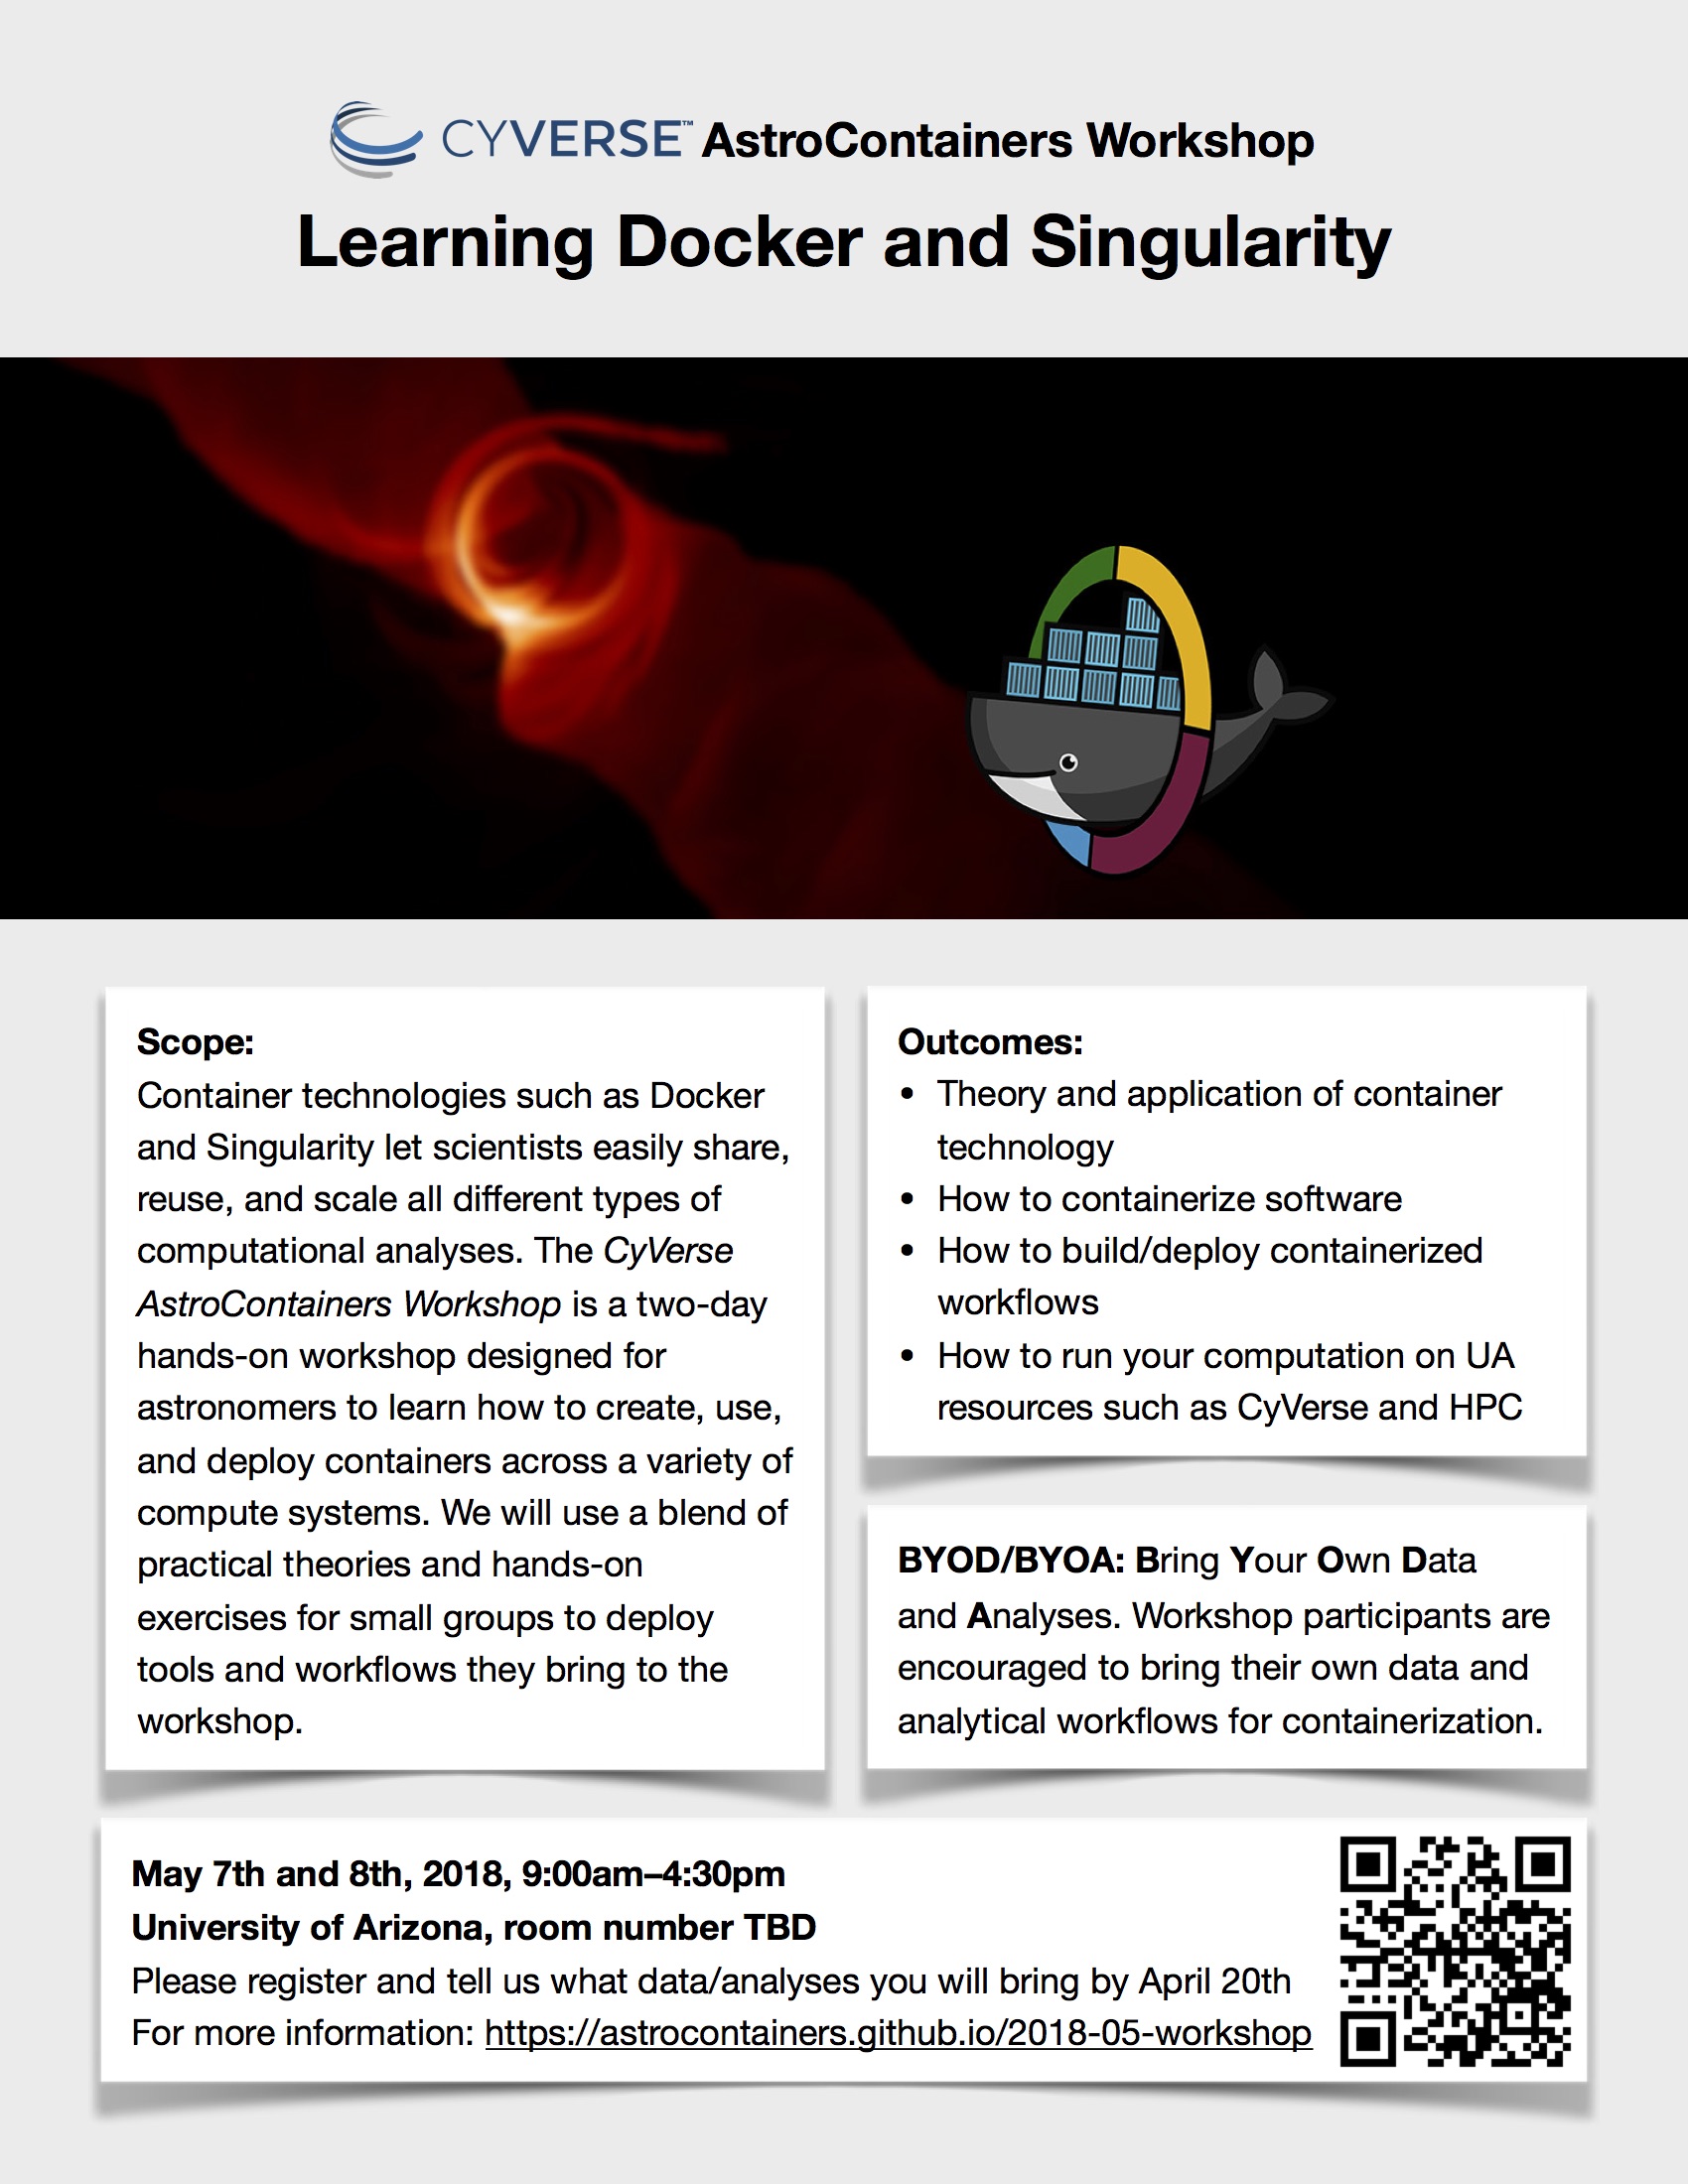 CYVERSE™ AstroContainers Workshop
Learning Docker and Singularity
Scope:
Container technologies such as Docker
and Singularity let scientists easily share,
reuse, and scale all different types of
computational analyses. The CyVerse
AstroContainers Workshop is a two-day
hands-on workshop designed for
astronomers to learn how to create, use,
and deploy containers across a variety of
compute systems. We will use a blend of
practical theories and hands-on
exercises for small groups to deploy
tools and workflows they bring to the
workshop.
Outcomes:
• Theory and application of container
technology
• How to containerize software
• How to build/deploy containerized
workflows
• How to run your computation on UA
resources such as CyVerse and HPC
BYOD/BYOA: Bring Your Own Data
and Analyses. Workshop participants are
encouraged to bring their own data and
analytical workflows for containerization.
May 7th and 8th, 2018, 9:00am–4:30pm
University of Arizona, room number TBD
Please register and tell us what data/analyses you will bring by April 20th
For more information: https://astrocontainers.github.io/2018-05-workshop